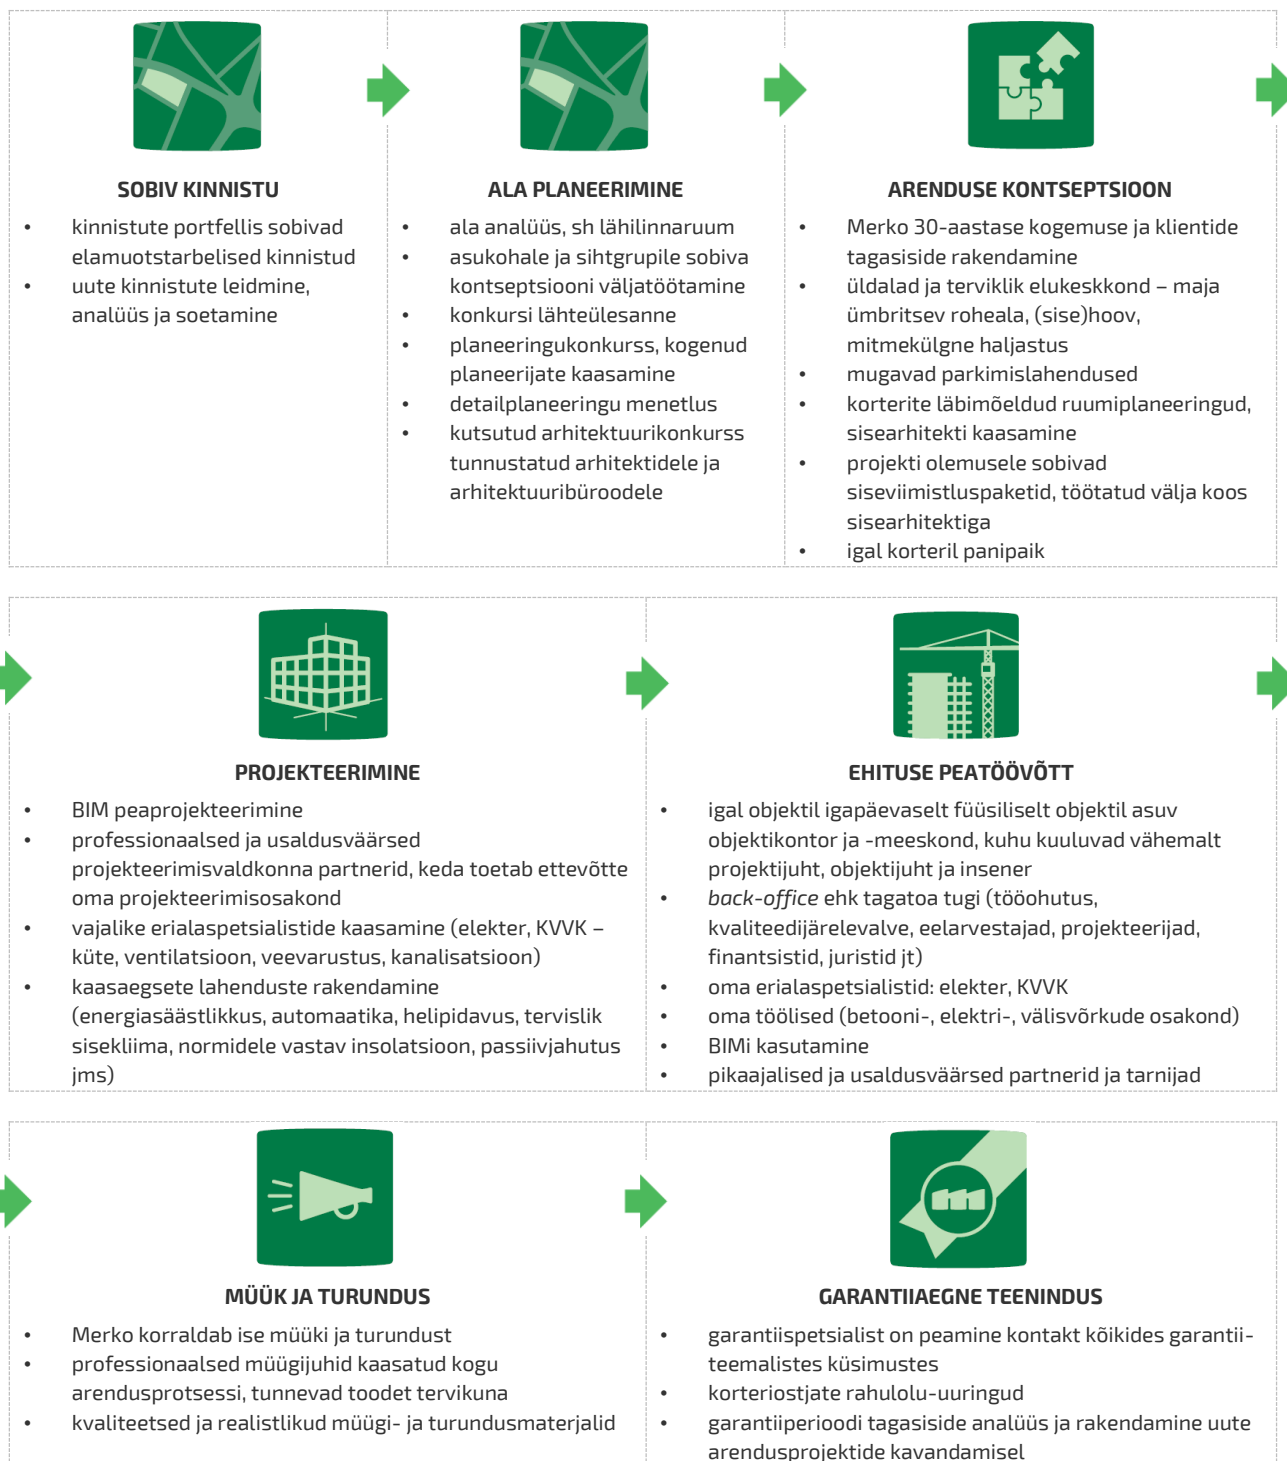 SOBIV KINNISTU
• kinnistute portfellis sobivad
elamuotstarbelised kinnistud
• uute kinnistute leidmine,
analüüs ja soetamine
ALA PLANEERIMINE
• ala analüüs, sh lähilinnaruum
• asukohale ja sihtgrupile sobiva
kontseptsiooni väljatöötamine
• konkursi lähteülesanne
• planeeringukonkurss, kogenud
planeerijate kaasamine
• detailplaneeringu menetlus
• kutsutud arhitektuurikonkurss
tunnustatud arhitektidele ja
arhitektuuribüroodele
ARENDUSE KONTSEPTSIOON
• Merko 30-aastase kogemuse ja klientide
tagasiside rakendamine
• üldalad ja terviklik elukeskkond – maja
ümbritsev roheala, (sise)hoov,
mitmekülgne haljastus
• mugavad parkimislahendused
• korterite läbimõeldud ruumiplaneeringud,
sisearhitekti kaasamine
• projekti olemusele sobivad
siseviimistluspaketid, töötatud välja koos
sisearhitektiga
• igal korteril panipaik
PROJEKTEERIMINE
• BIM peaprojekteerimine
• professionaalsed ja usaldusväärsed
projekteerimisvaldkonna partnerid, keda toetab ettevõtte
oma projekteerimisosakond
• vajalike erialaspetsialistide kaasamine (elekter, KVVK –
küte, ventilatsioon, veevarustus, kanalisatsioon)
• kaasaegsete lahenduste rakendamine
(energiasäästlikkus, automaatika, helipidavus, tervislik
sisekliima, normidele vastav insolatsioon, passiivjahutus
jms)
EHITUSE PEATÖÖVÕTT
• igal objektil igapäevaselt füüsiliselt objektil asuv
objektikontor ja -meeskond, kuhu kuuluvad vähemalt
projektijuht, objektijuht ja insener
• back-office ehk tagatoa tugi (tööohutus,
kvaliteedijärelevalve, eelarvestajad, projekteerijad,
finantsistid, juristid jt)
• oma erialaspetsialistid: elekter, KVVK
• oma töölised (betooni-, elektri-, välisvõrkude osakond)
• BIMi kasutamine
• pikaajalised ja usaldusväärsed partnerid ja tarnijad
MÜÜK JA TURUNDUS
• Merko korraldab ise müüki ja turundust
• professionaalsed müügijuhid kaasatud kogu
arendusprotsessi, tunnevad toodet tervikuna
• kvaliteetsed ja realistlikud müügi- ja turundusmaterjalid
GARANTIIAEGNE TEENINDUS
• garantiispetsialist on peamine kontakt kõikides garantii-
teemalistes küsimustes
• korteriostjate rahulolu-uuringud
• garantiiperioodi tagasiside analüüs ja rakendamine uute
arendusprojektide kavandamisel